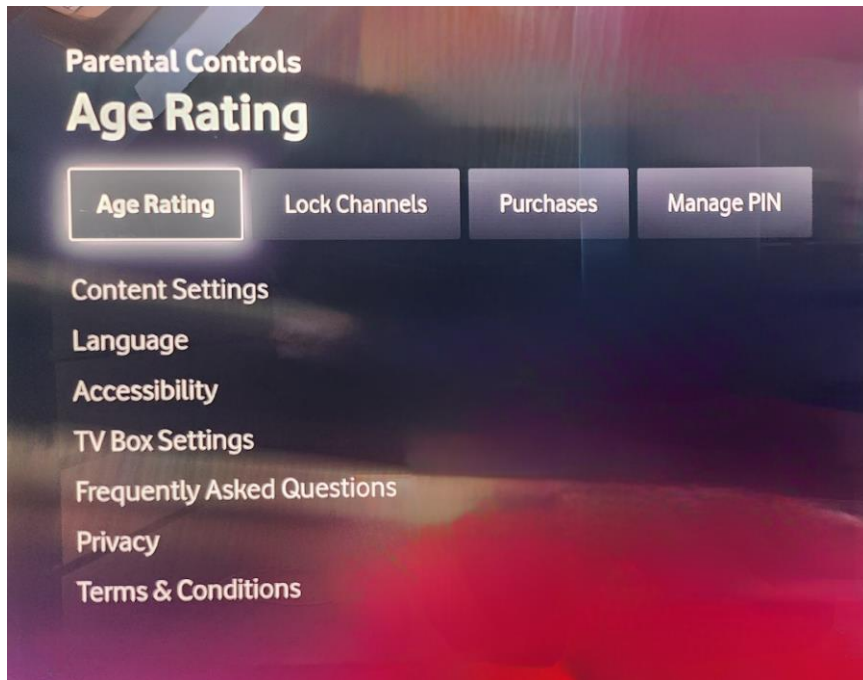 Parental Controls
Age Rating
Age Rating Lock Channels Purchases Manage PIN
Content Settings
Language
Accessibility
TV Box Settings
Frequently Asked Questions
Privacy
Terms & Conditions